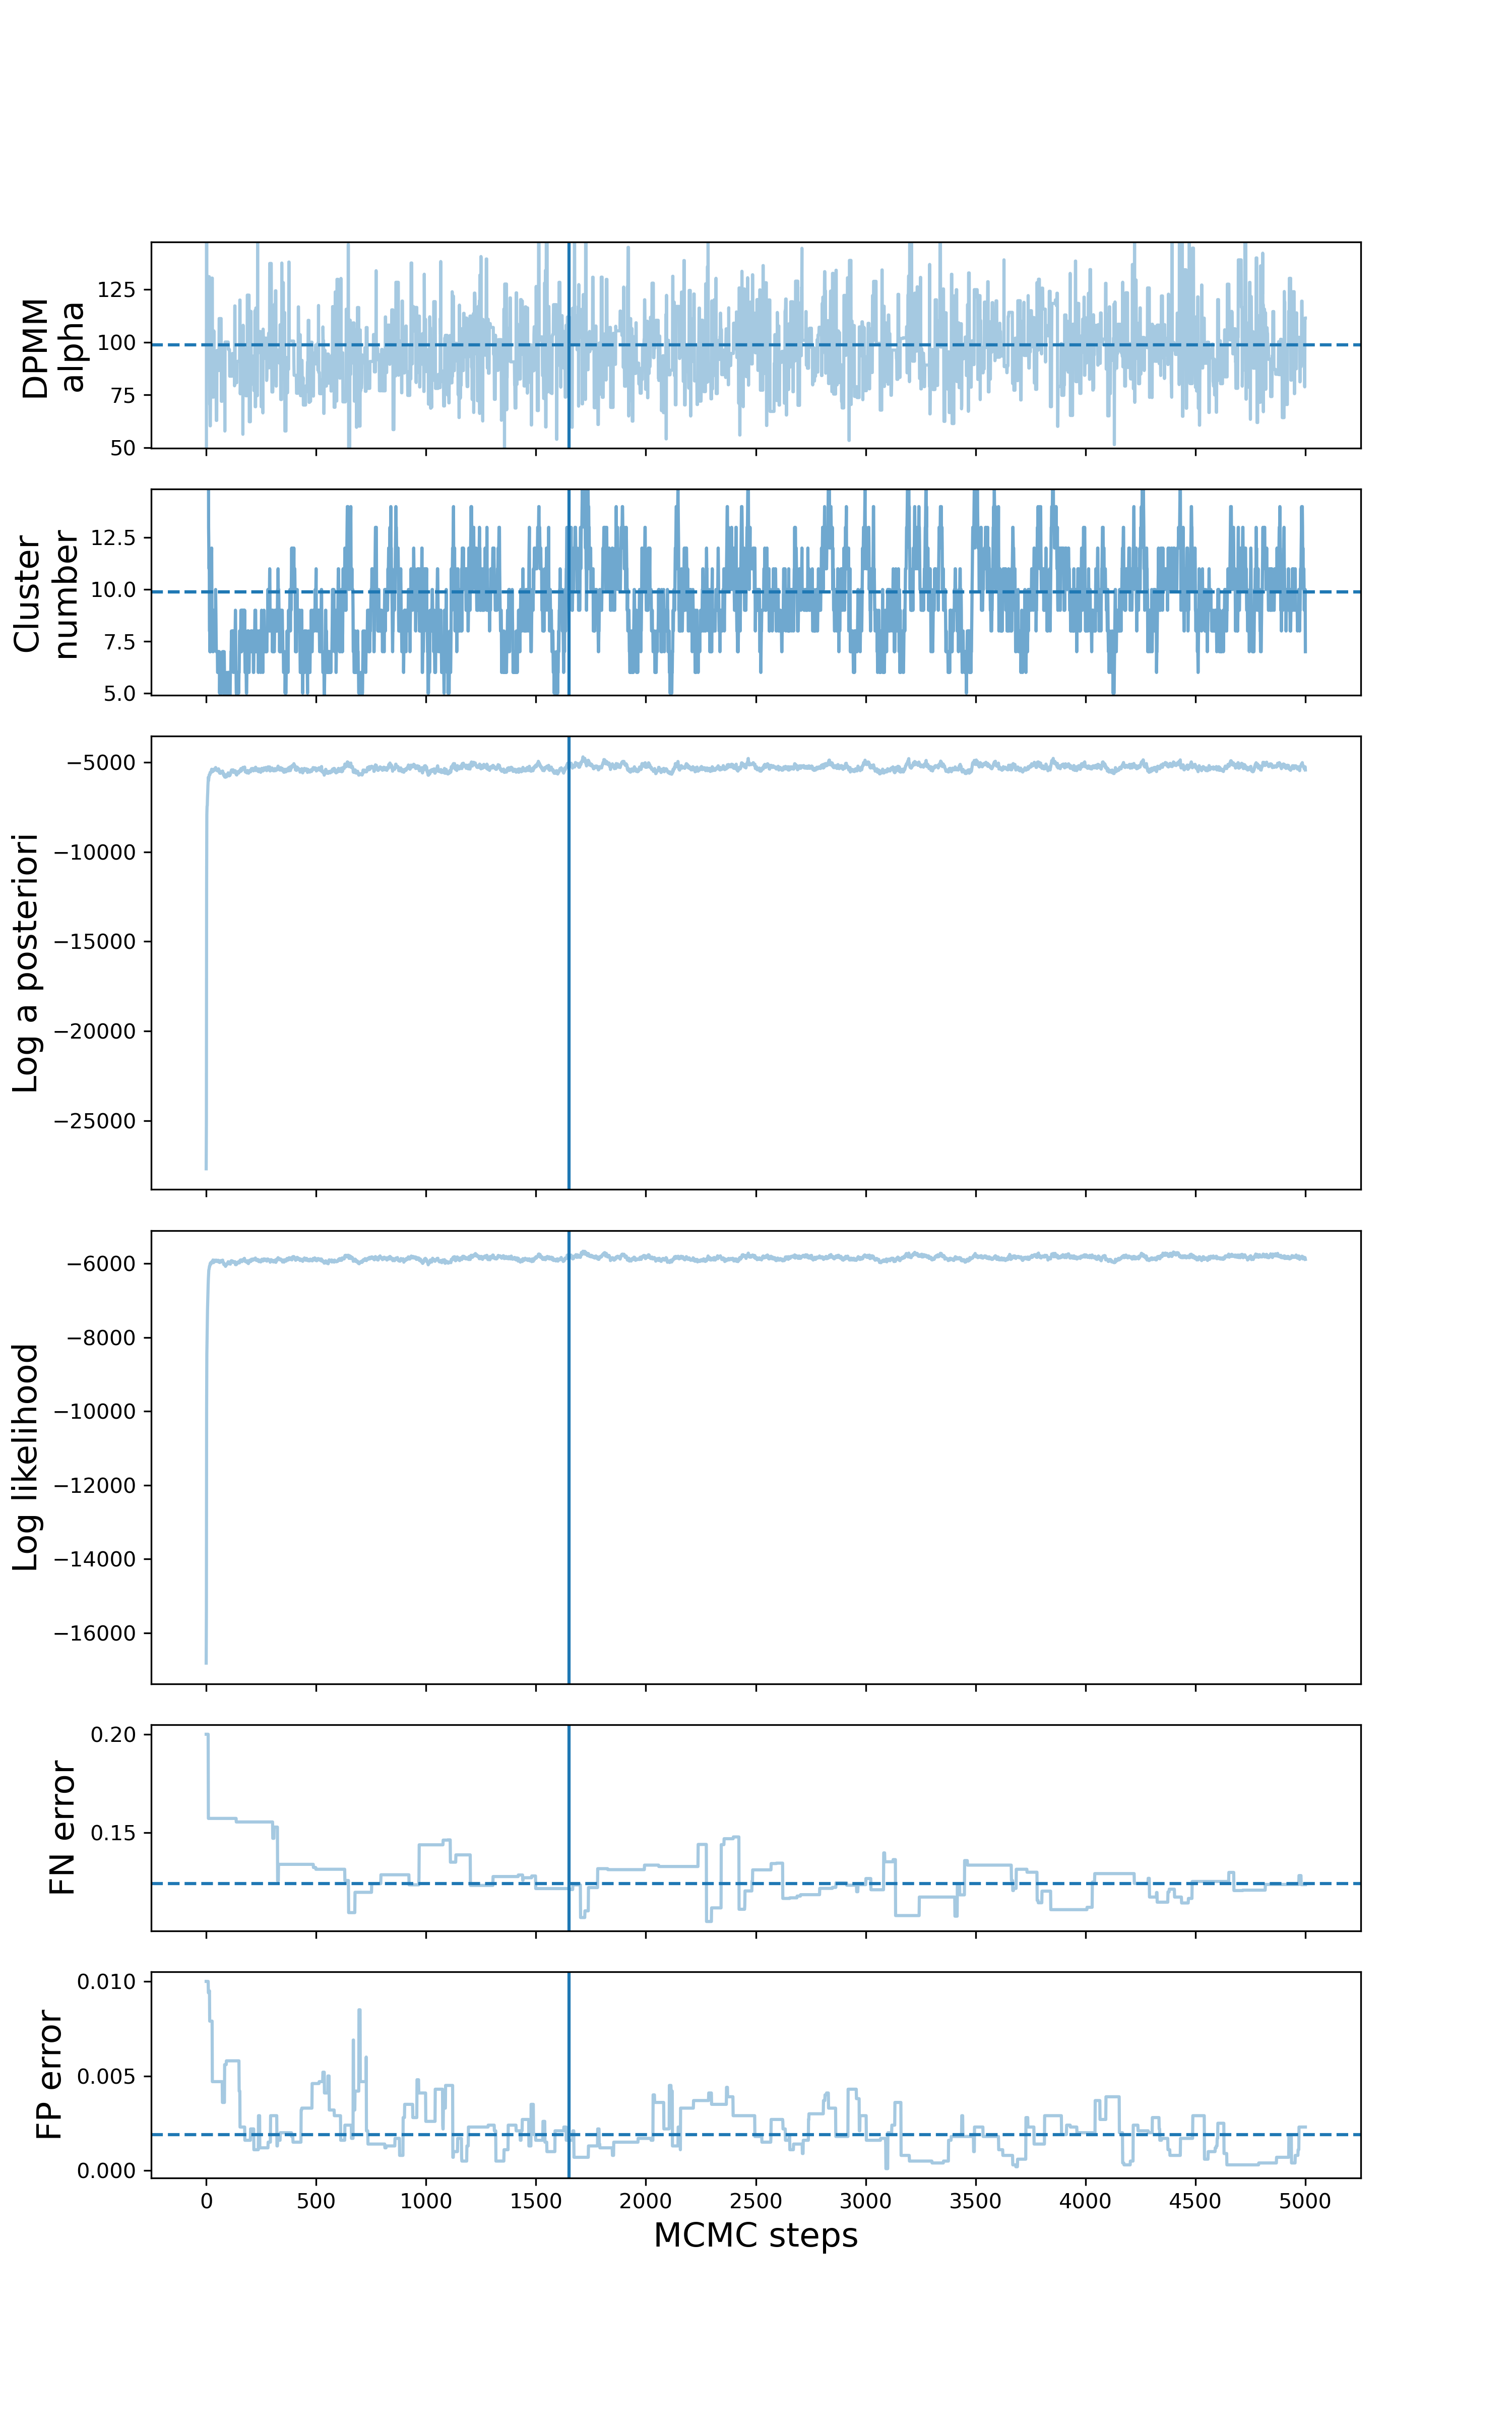 DPMM
alpha
125
100
75
50
Cluster
number
12.5
10.0
7.5
5.0
Log a posteriori
−5000
−10000
−15000
−20000
−25000
Log likelihood
−6000
−8000
−10000
−12000
−14000
−16000
FN error
0.20
0.15
FP error
0.010
0.005
0.000
0 500 1000 1500 2000 2500 3000 3500 4000 4500 5000
MCMC steps